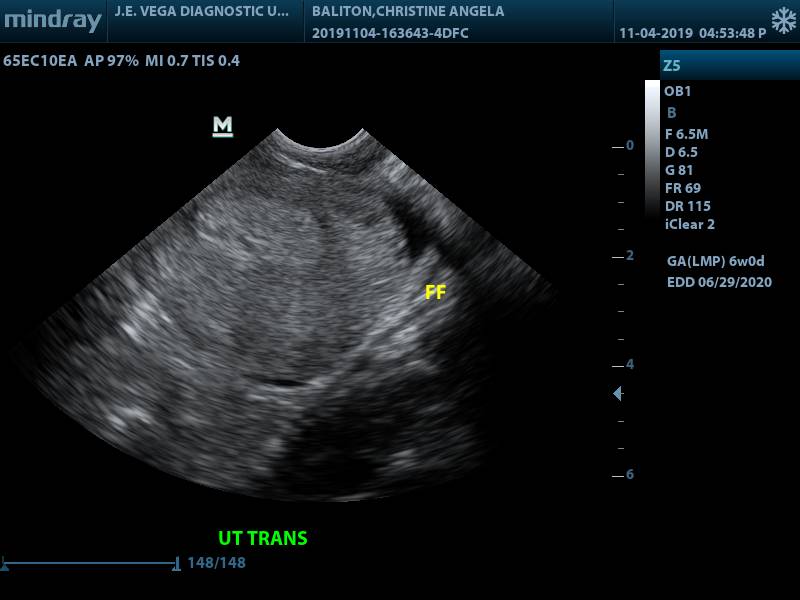 mindray
J.E. VEGA DIAGNOSTIC U...
BALITON,CHRISTINE ANGELA
20191104-163643-4DFC
11-04-2019 04:53:48 P
65EC10EA AP 97% MI 0.7 TIS 0.4
Z5
M
OB1
B
F 6.5M
D 6.5
G 81
FR 69
DR 115
iClear 2
GA(LMP) 6w0d
EDD 06/29/2020
0
2
4
6
FF
UT TRANS
148/148